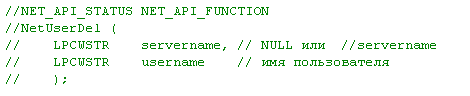 //NET_API_STATUS NET_API_FUNCTION
//NetUserDel (
//    LPCWSTR    servername, // NULL или  //servername
//    LPCWSTR    username    // имя пользователя
//    );